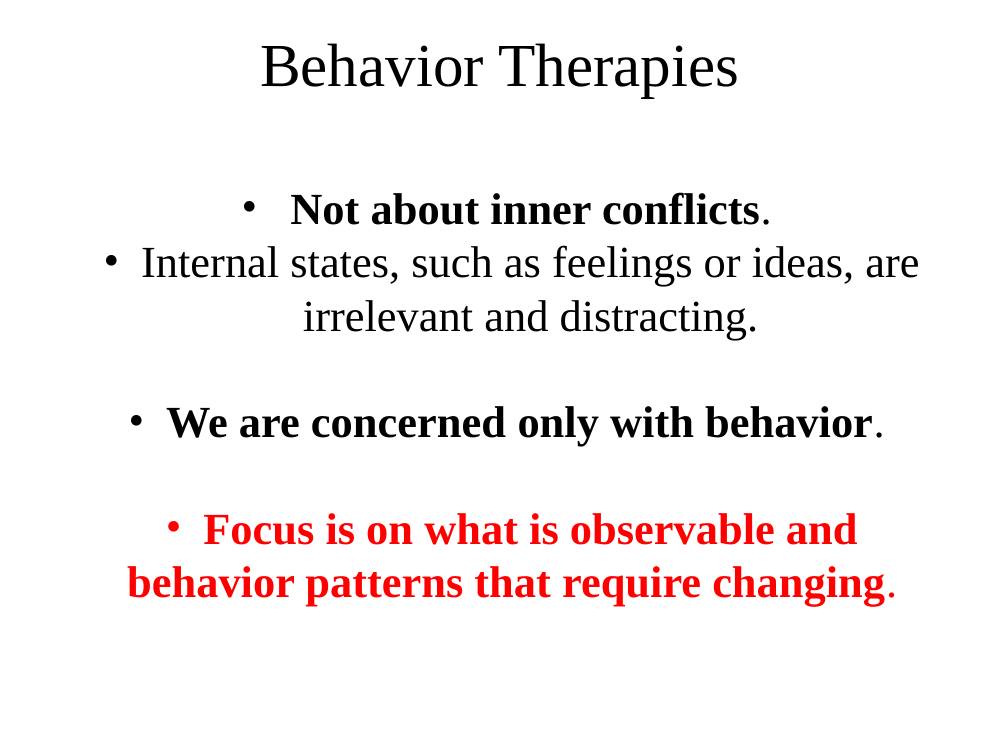 Behavior Therapies
• Not about inner conflicts.
• Internal states, such as feelings or ideas, are
irrelevant and distracting.
• We are concerned only with behavior.
• Focus is on what is observable and
behavior patterns that require changing.